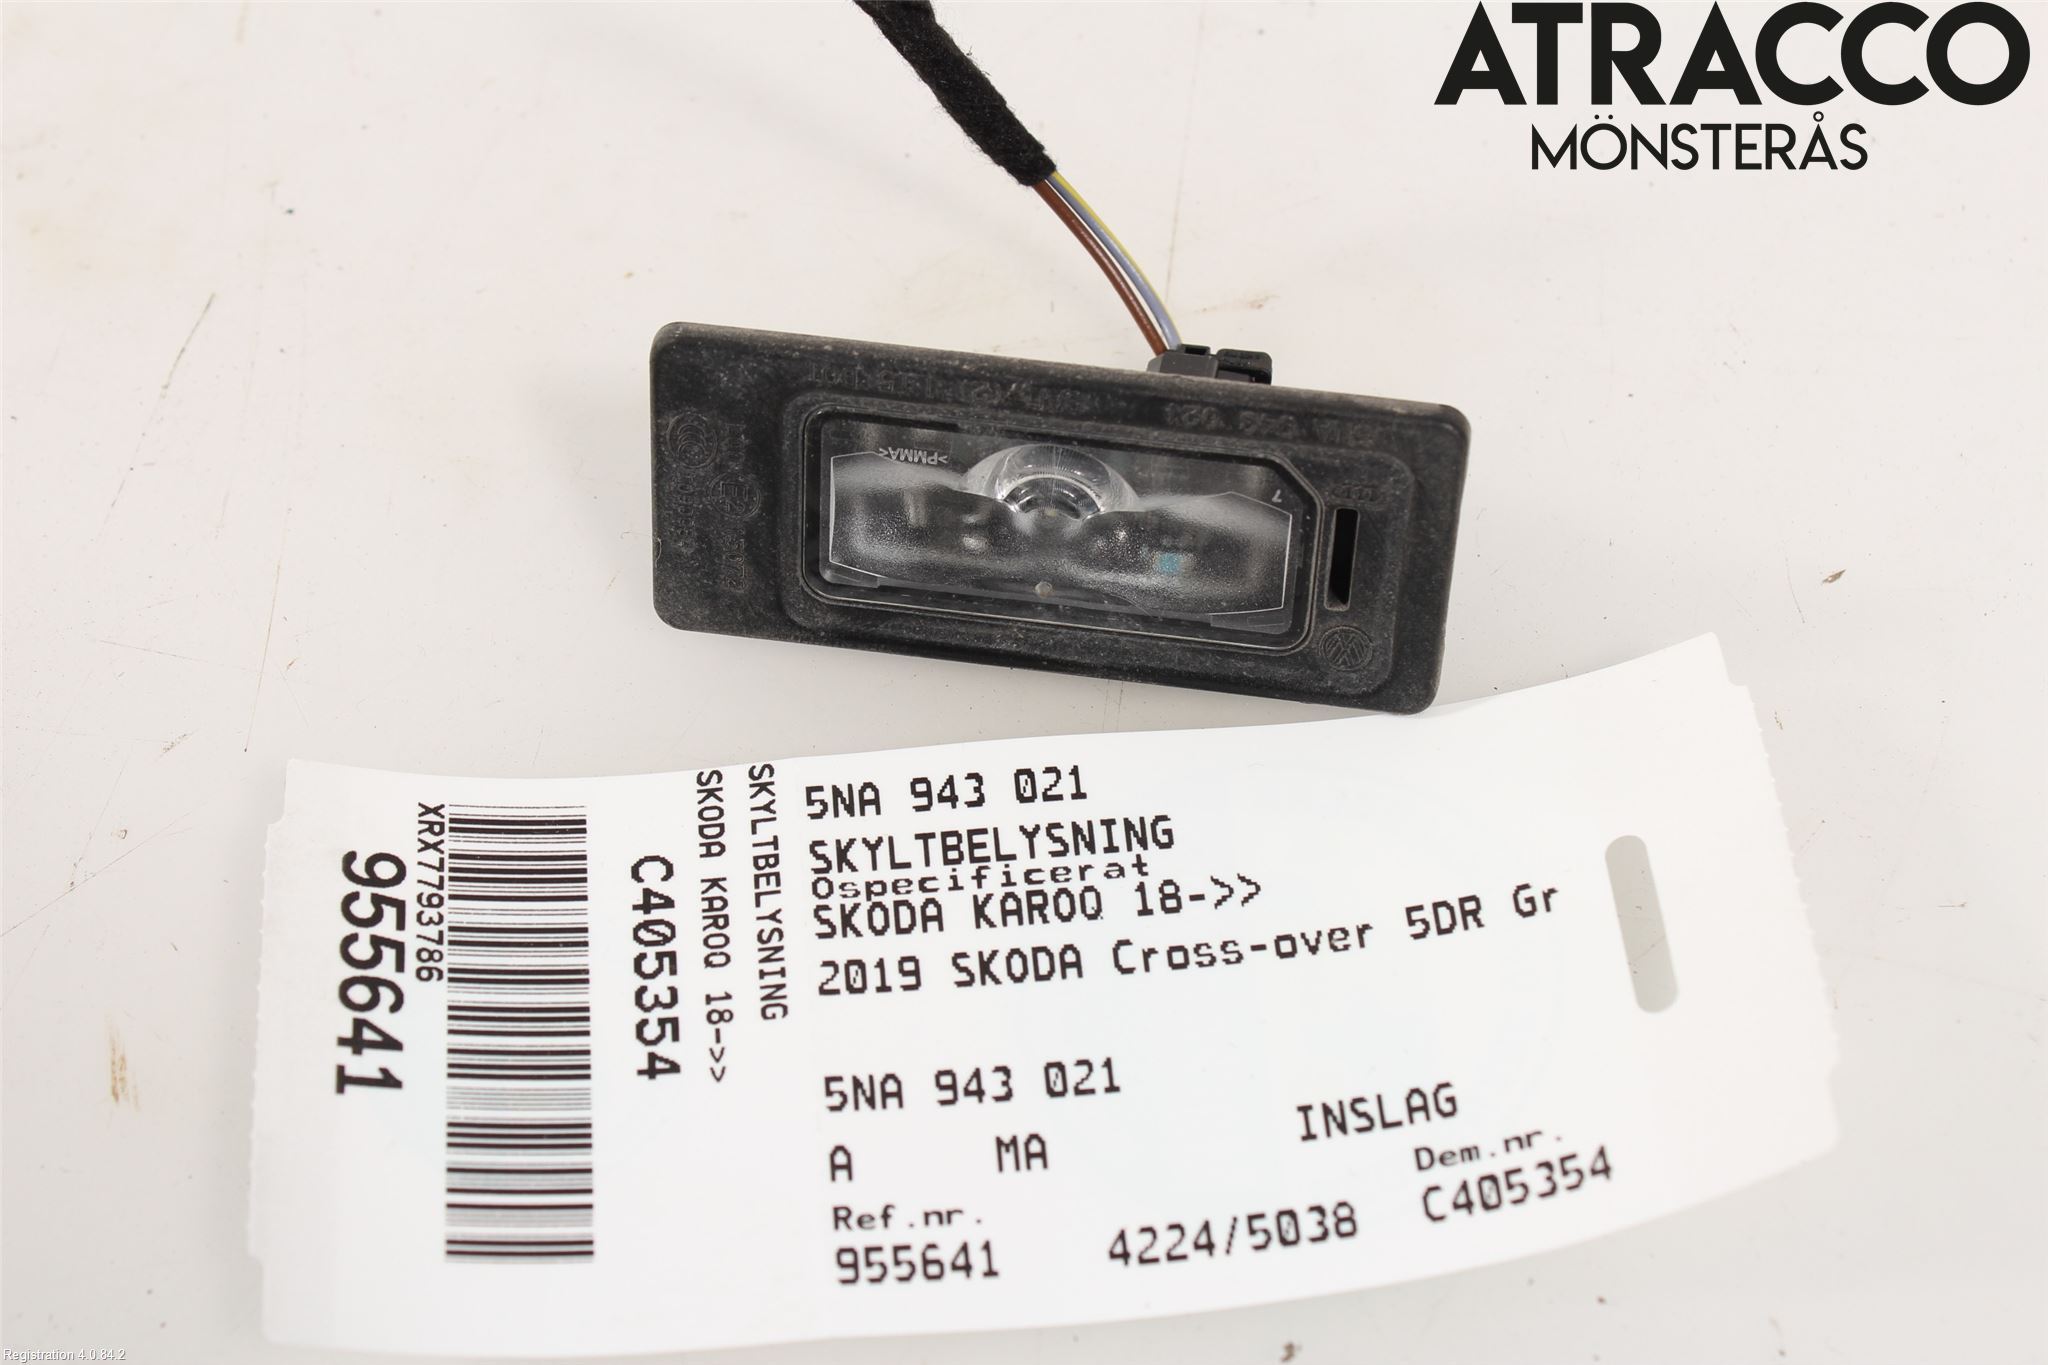 ATRACCO
MÖNSTERÅS
>PMMA<
7
5NA 943 021
SKYLTBELYSNING
Ospecificerat
SKODA KAROQ 18->>
2019 SKODA Cross-over 5DR Gr
5NA 943 021
A MA INSLAG
Ref.nr. Dem.nr.
955641 4224/5038 C405354
SKYLTBELYSNING
SKODA KAROQ 18->>
C405354
XRX7793786
955641
Registration 4.0.84.2